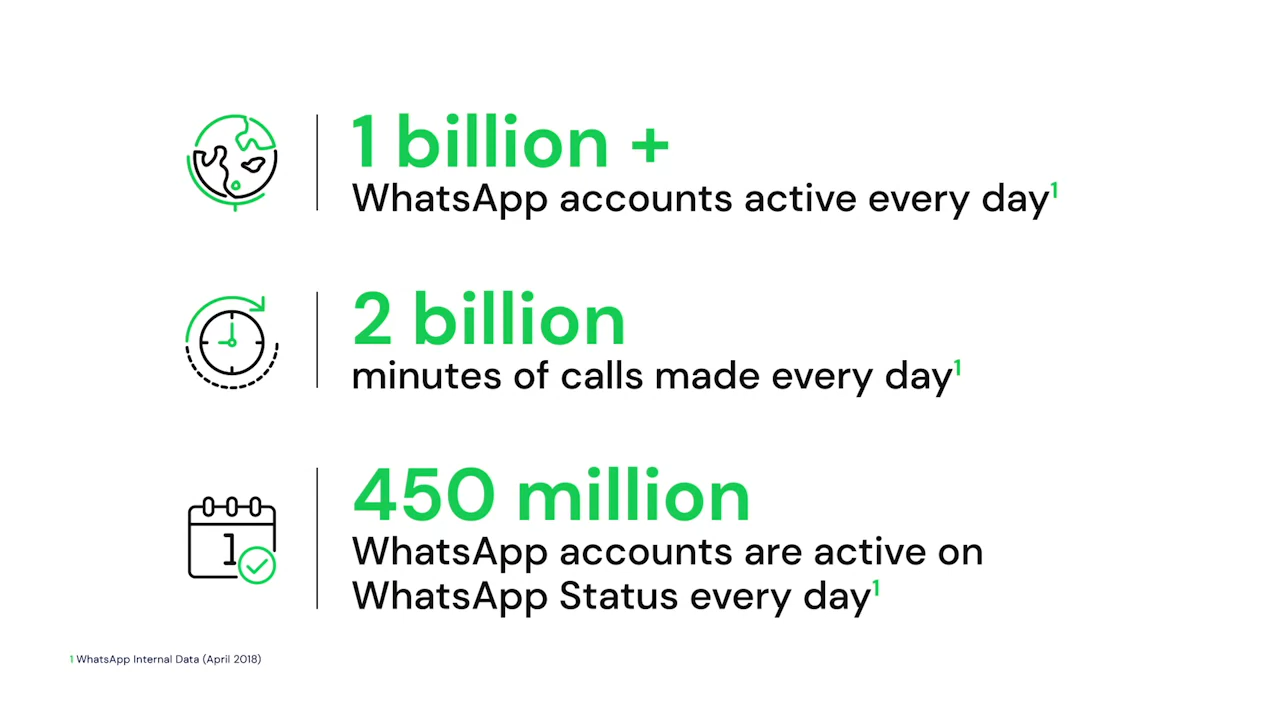 1 billion +
WhatsApp accounts active every day¹
2 billion
minutes of calls made every day¹
450 million
1
WhatsApp accounts are active on
WhatsApp Status every day¹
1 WhatsApp Internal Data (April 2018)